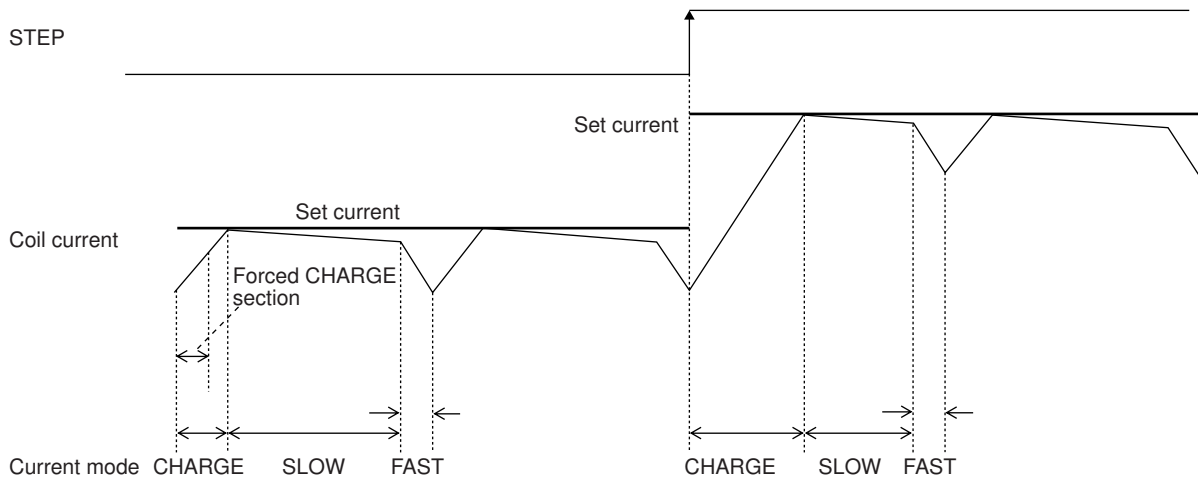 STEP
Set current
Set current
Coil current
Forced CHARGE
section
Current mode CHARGE SLOW FAST CHARGE SLOW FAST